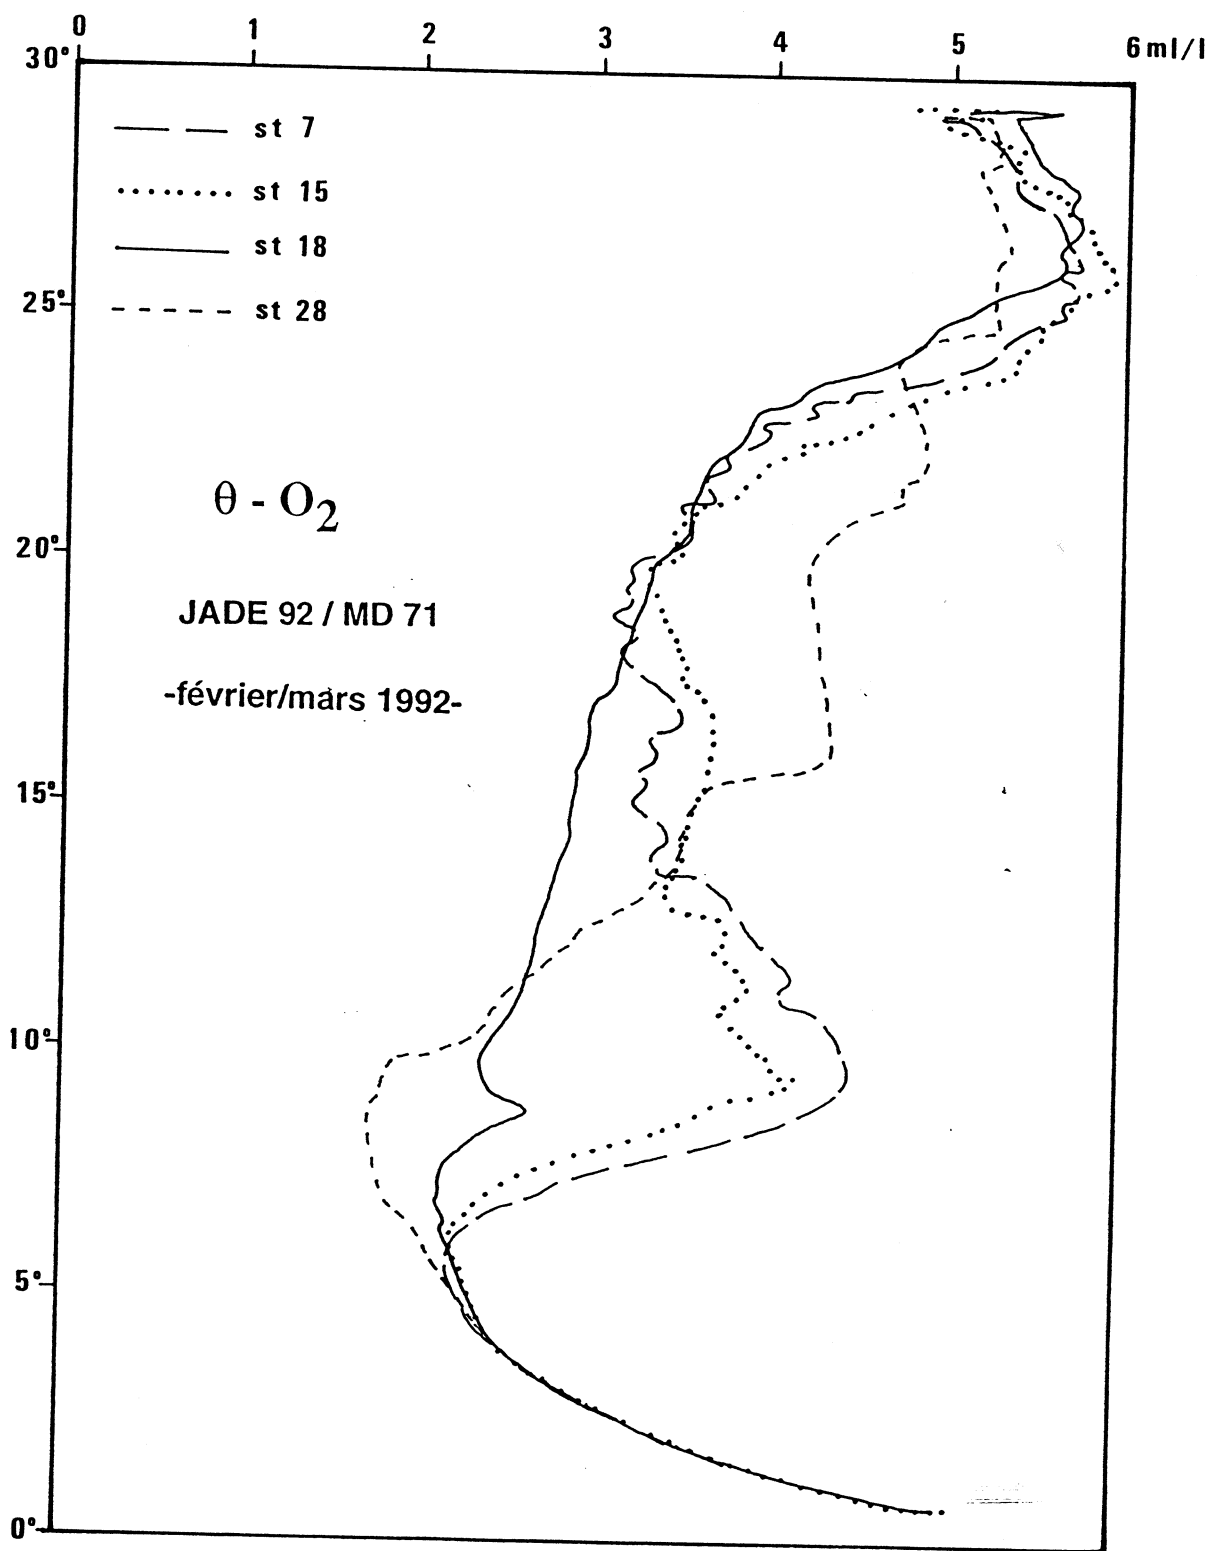 0 1 2 3 4 5 6 ml/l
30°
st 7
st 15
st 18
25°
st 28
θ - O2
20°
JADE 92 / MD 71
-février/mars 1992-
15°
10°
5°
0°